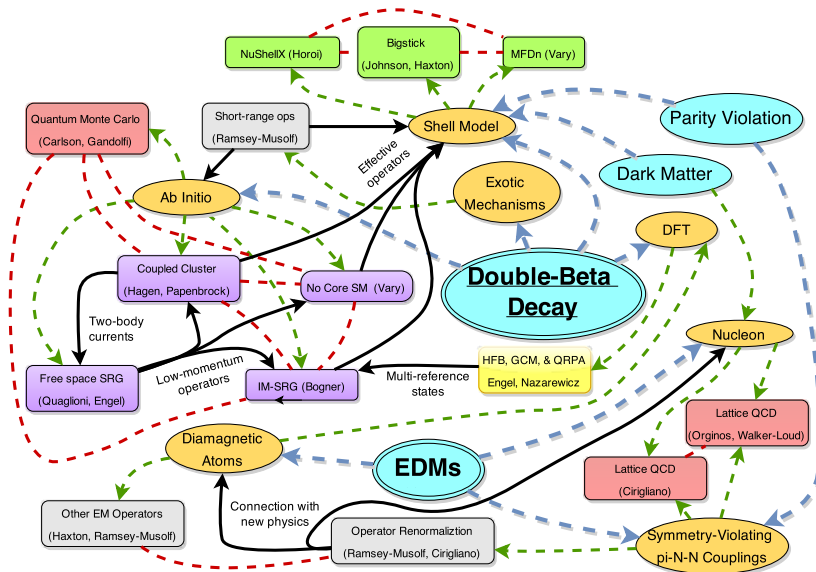 NuShellX (Horoi)
Bigstick
(Johnson, Haxton)
MFDn (Vary)
Quantum Monte Carlo
(Carlson, Gandolfi)
Short-range ops
(Ramsey-Musolf)
Shell Model
Parity Violation
Effective
operators
Dark Matter
Ab Initio
Exotic
Mechanisms
DFT
Coupled Cluster
(Hagen, Papenbrock)
No Core SM (Vary)
Double-Beta
Decay
Two-body
currents
Nucleon
Free space SRG
(Quaglioni, Engel)
Low-momentum
operators
IM-SRG (Bogner)
Multi-reference
states
HFB, GCM, & QRPA
Engel, Nazarewicz
Lattice QCD
(Orginos, Walker-Loud)
Diamagnetic
Atoms
EDMs
Lattice QCD
(Cirigliano)
Other EM Operators
(Haxton, Ramsey-Musolf)
Connection with
new physics
Operator Renormaliztion
(Ramsey-Musolf, Cirigliano)
Symmetry-Violating
pi-N-N Couplings